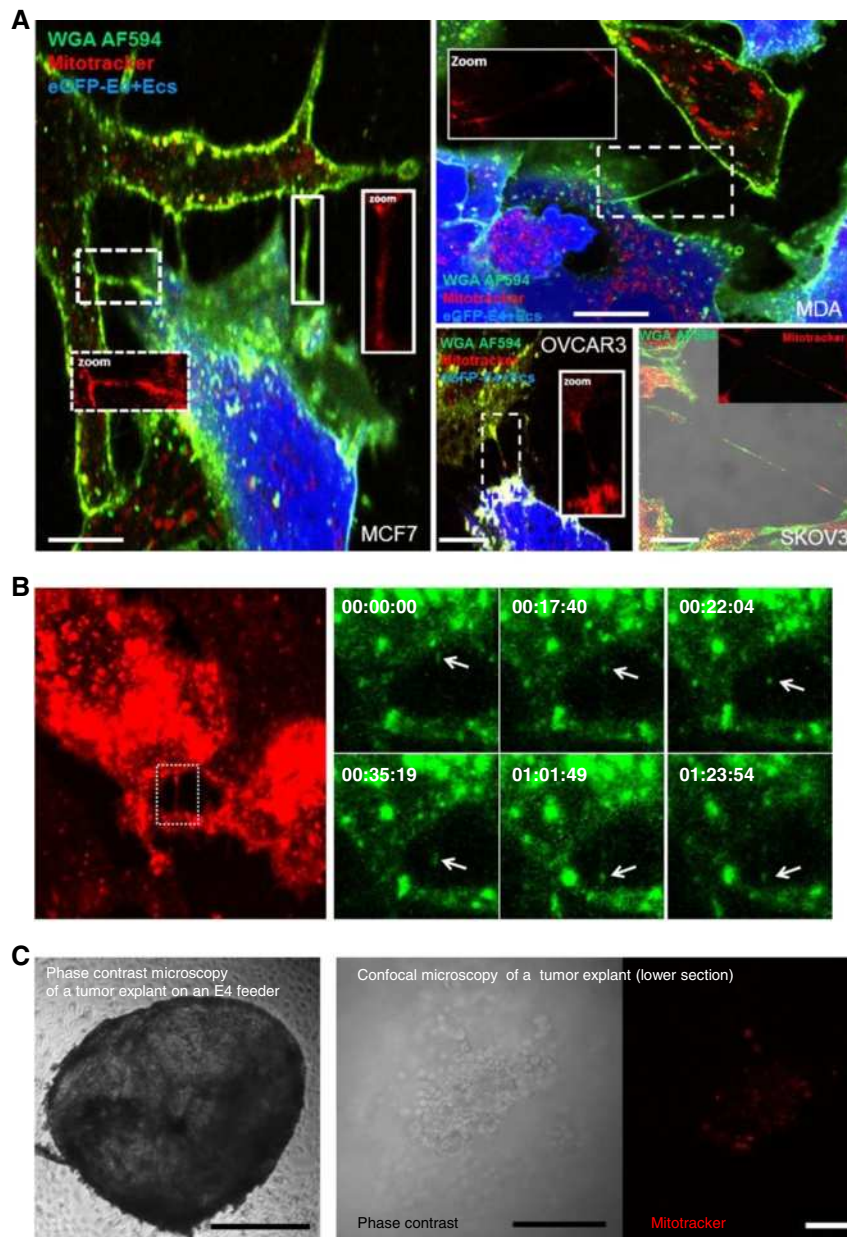 A
WGA AF594
Mitotracker
eGFP-E4+Ecs
zoom
zoom
MCF7
Zoom
WGA AF594
Mitotracker
eGFP-E4+Ecs
MDA
WGA AF594
Mitotracker
eGFP-E4+Ecs
OVCAR3
zoom
WGA AF594
Mitotracker
SKOV3
B
00:00:00
00:17:40
00:22:04
00:35:19
01:01:49
01:23:54
C
Phase contrast microscopy
of a tumor explant on an E4 feeder
Confocal microscopy of a tumor explant (lower section)
Phase contrast
Mitotracker